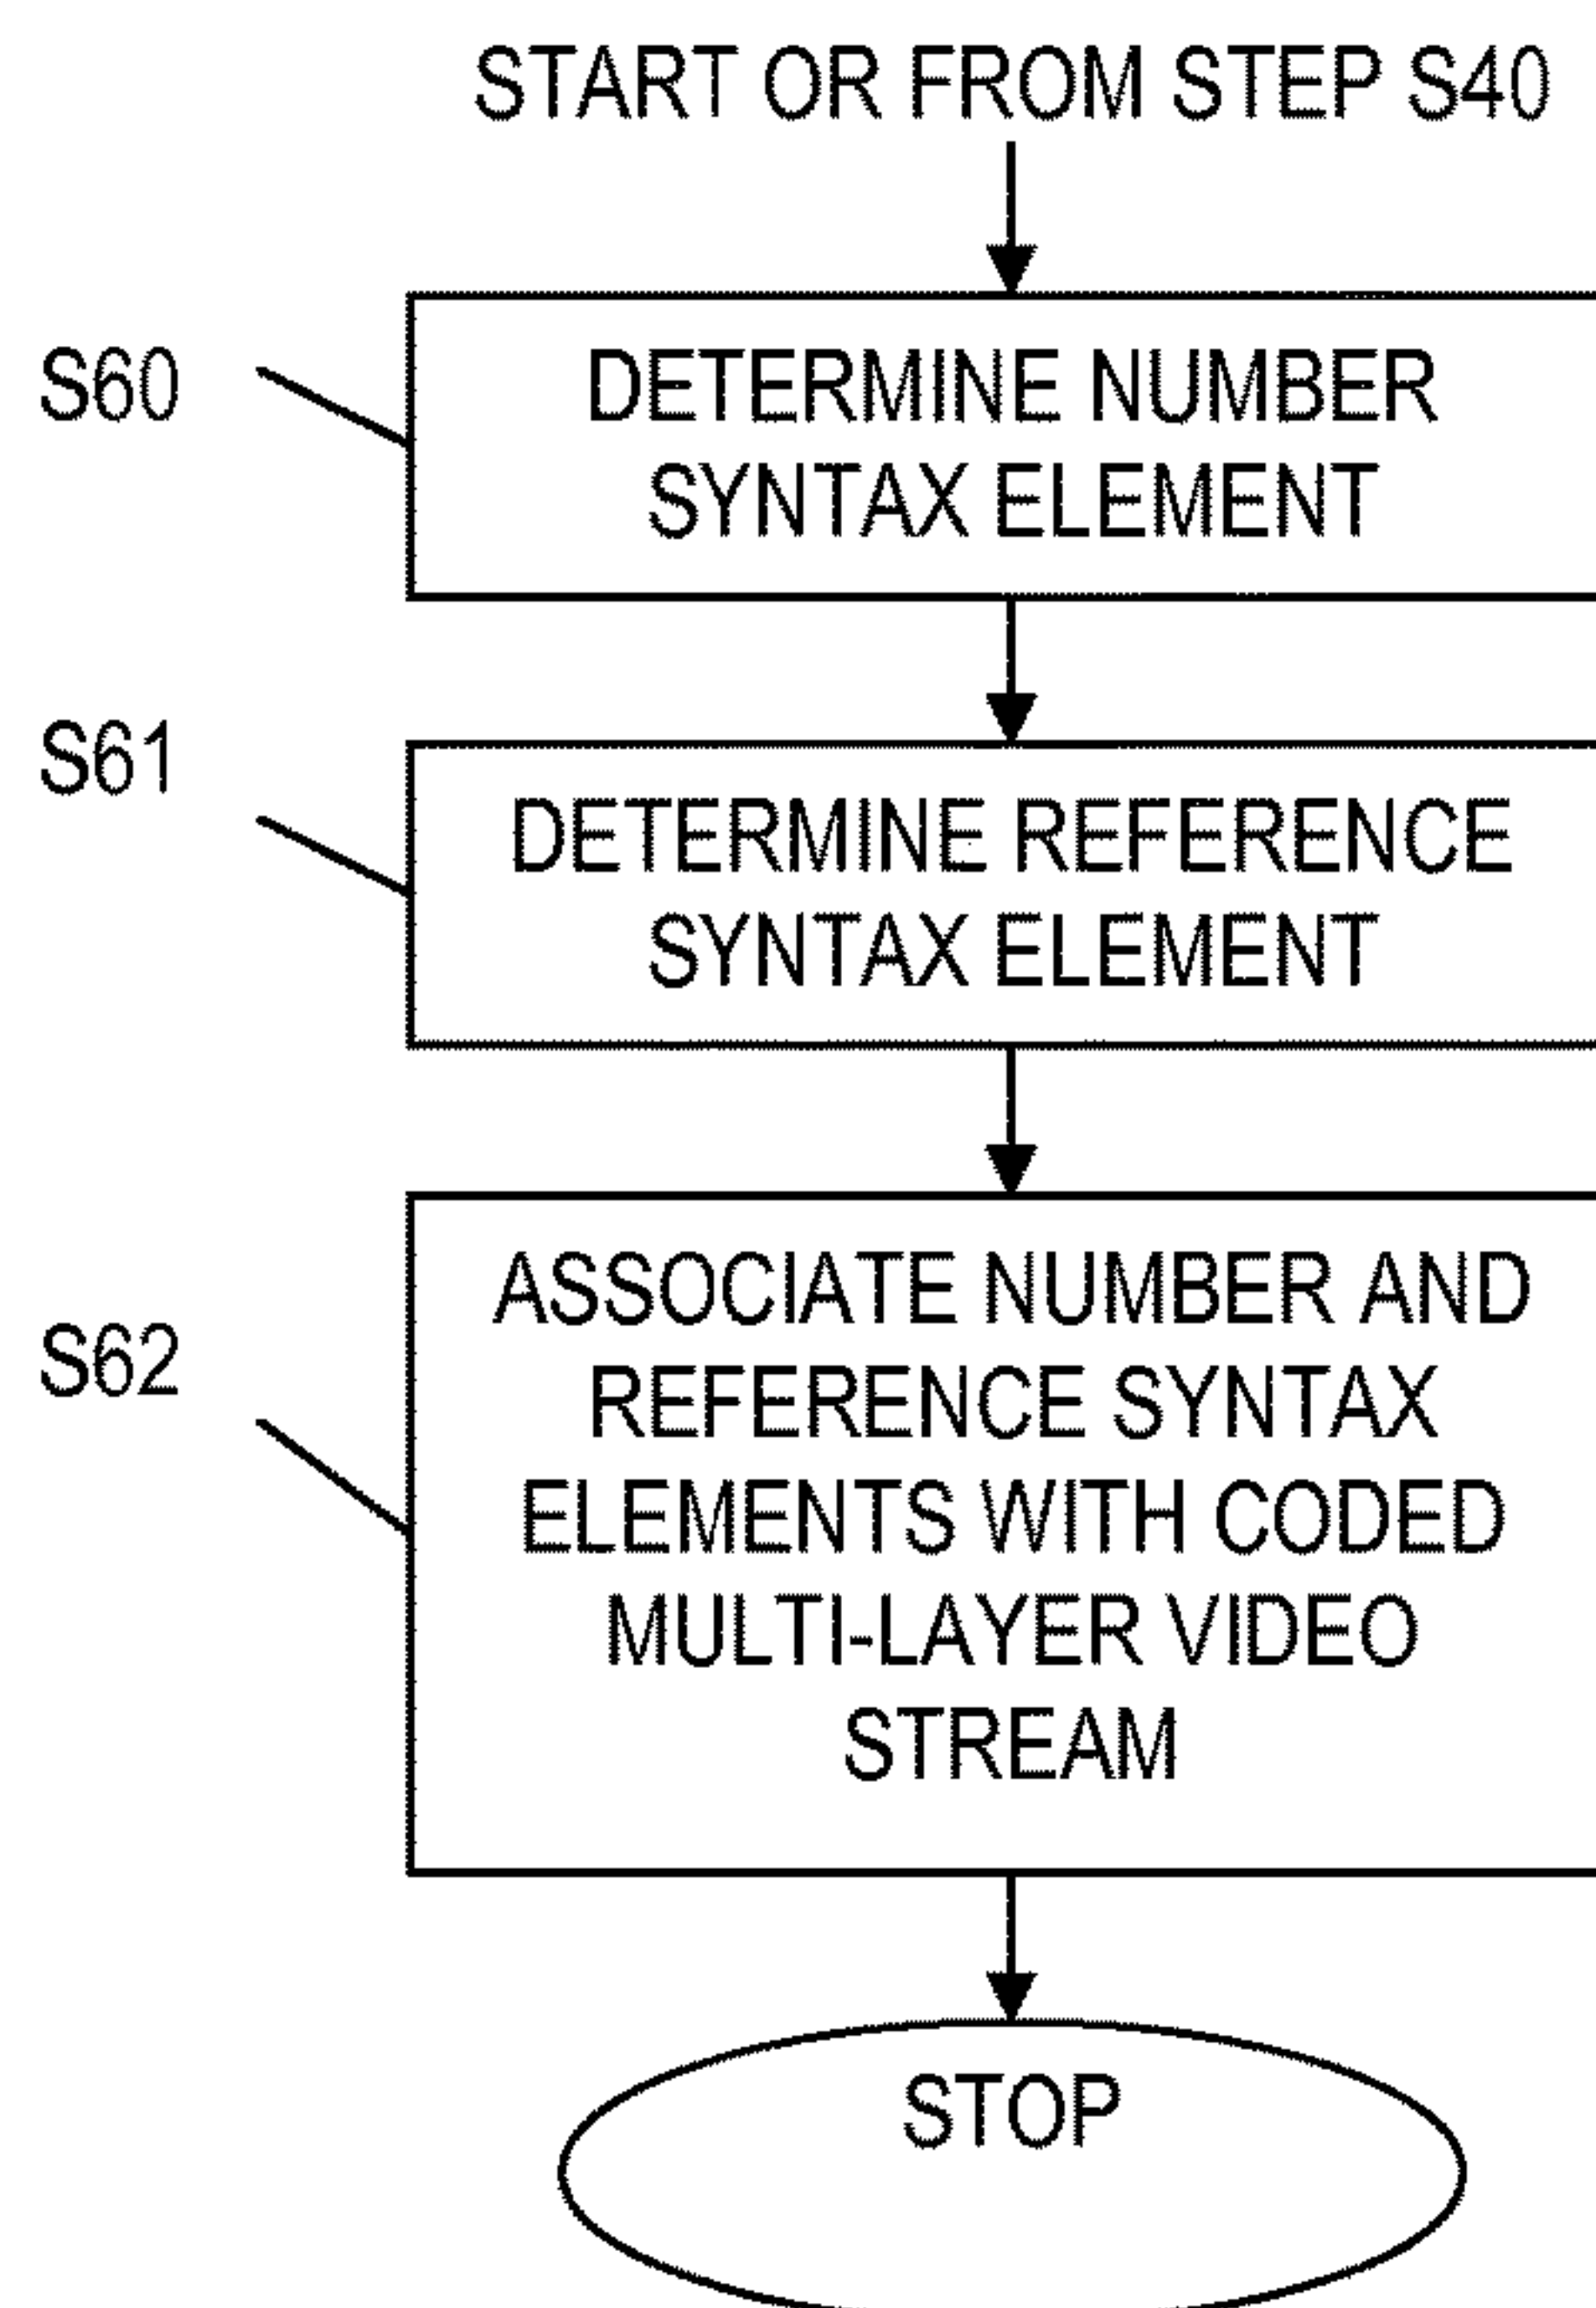 START OR FROM STEP S40
S60
DETERMINE NUMBER
SYNTAX ELEMENT
S61
DETERMINE REFERENCE
SYNTAX ELEMENT
S62
ASSOCIATE NUMBER AND
REFERENCE SYNTAX
ELEMENTS WITH CODED
MULTI-LAYER VIDEO
STREAM
STOP